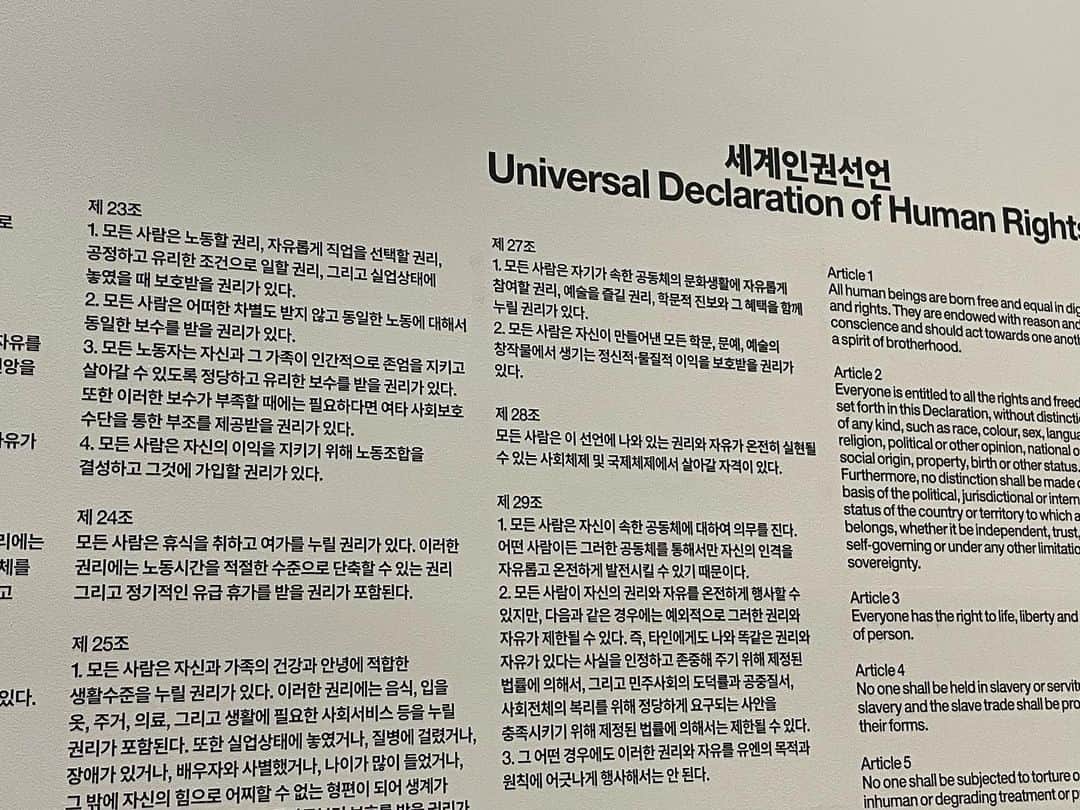 세계인권선언
Universal Declaration of Human Rights
로
자유를
자유가
리에는
체를
고
있다.
제 23조
1. 모든 사람은 노동할 권리, 자유롭게 직업을 선택할 권리,
공정하고 유리한 조건으로 일할 권리, 그리고 실업상태에
놓였을 때 보호받을 권리가 있다.
2. 모든 사람은 어떠한 차별도 받지 않고 동일한 노동에 대해서
동일한 보수를 받을 권리가 있다.
3. 모든 노동자는 자신과 그 가족이 인간적으로 존엄을 지키고
살아갈 수 있도록 정당하고 유리한 보수를 받을 권리가 있다.
또한 이러한 보수가 부족할 때에는 필요하다면 여타 사회보호
수단을 통한 부조를 제공받을 권리가 있다.
4. 모든 사람은 자신의 이익을 지키기 위해 노동조합을
결성하고 그것에 가입할 권리가 있다.
제 24조
모든 사람은 휴식을 취하고 여가를 누릴 권리가 있다. 이러한
권리에는 노동시간을 적절한 수준으로 단축할 수 있는 권리
그리고 정기적인 유급 휴가를 받을 권리가 포함된다.
제 25조
1. 모든 사람은 자신과 가족의 건강과 안녕에 적합한
생활수준을 누릴 권리가 있다. 이러한 권리에는 음식, 입을
옷, 주거, 의료, 그리고 생활에 필요한 사회서비스 등을 누릴
권리가 포함된다. 또한 실업상태에 놓였거나, 질병에 걸렸거나,
장애가 있거나, 배우자와 사별했거나, 나이가 많이 들었거나,
그 밖에 자신의 힘으로 어찌할 수 없는 형편이 되어 생계가
제 27조
1. 모든 사람은 자기가 속한 공동체의 문화생활에 자유롭게
참여할 권리, 예술을 즐길 권리, 학문적 진보와 그 혜택을 함께
누릴 권리가 있다.
2. 모든 사람은 자신이 만들어낸 모든 학문, 문예, 예술의
창작물에서 생기는 정신적·물질적 이익을 보호받을 권리가
있다.
제 28조
모든 사람은 이 선언에 나와 있는 권리와 자유가 온전히 실현될
수 있는 사회체제 및 국제체제에서 살아갈 자격이 있다.
제 29조
1. 모든 사람은 자신이 속한 공동체에 대하여 의무를 진다.
어떤 사람이든 그러한 공동체를 통해서만 자신의 인격을
자유롭고 온전하게 발전시킬 수 있기 때문이다.
2. 모든 사람이 자신의 권리와 자유를 온전하게 행사할 수
있지만, 다음과 같은 경우에는 예외적으로 그러한 권리와
자유가 제한될 수 있다. 즉, 타인에게도 나와 똑같은 권리와
자유가 있다는 사실을 인정하고 존중해 주기 위해 제정된
법률에 의해서, 그리고 민주사회의 도덕률과 공중질서,
사회전체의 복리를 위해 정당하게 요구되는 사안을
충족시키기 위해 제정된 법률에 의해서는 제한될 수 있다.
3. 그 어떤 경우에도 이러한 권리와 자유를 유엔의 목적과
원칙에 어긋나게 행사해서는 안 된다.
Article 1
All human beings are born free and equal in dig
and rights. They are endowed with reason and
conscience and should act towards one anot
a spirit of brotherhood.
Article 2
Everyone is entitled to all the rights and freed
set forth in this Declaration, without distincti
of any kind, such as race, colour, sex, langua
religion, political or other opinion, national o
social origin, property, birth or other status.
Furthermore, no distinction shall be made o
basis of the political, jurisdictional or intern
status of the country or territory to which a
belongs, whether it be independent, trust,
self-governing or under any other limitatio
sovereignty.
Article 3
Everyone has the right to life, liberty and
of person.
Article 4
No one shall be held in slavery or servitu
slavery and the slave trade shall be pro
their forms.
Article 5
No one shall be subjected to torture o
inhuman or degrading treatment or p